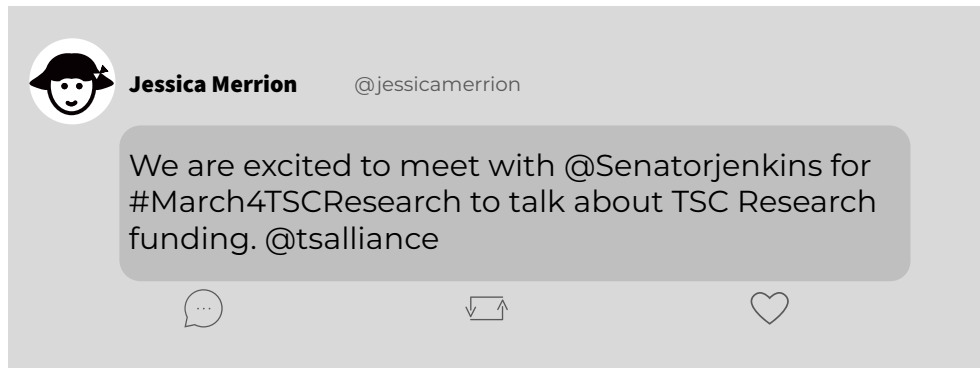 Jessica Merrion @jessicamerrion
We are excited to meet with @Senatorjenkins for
#March4TSCResearch to talk about TSC Research
funding. @tsalliance